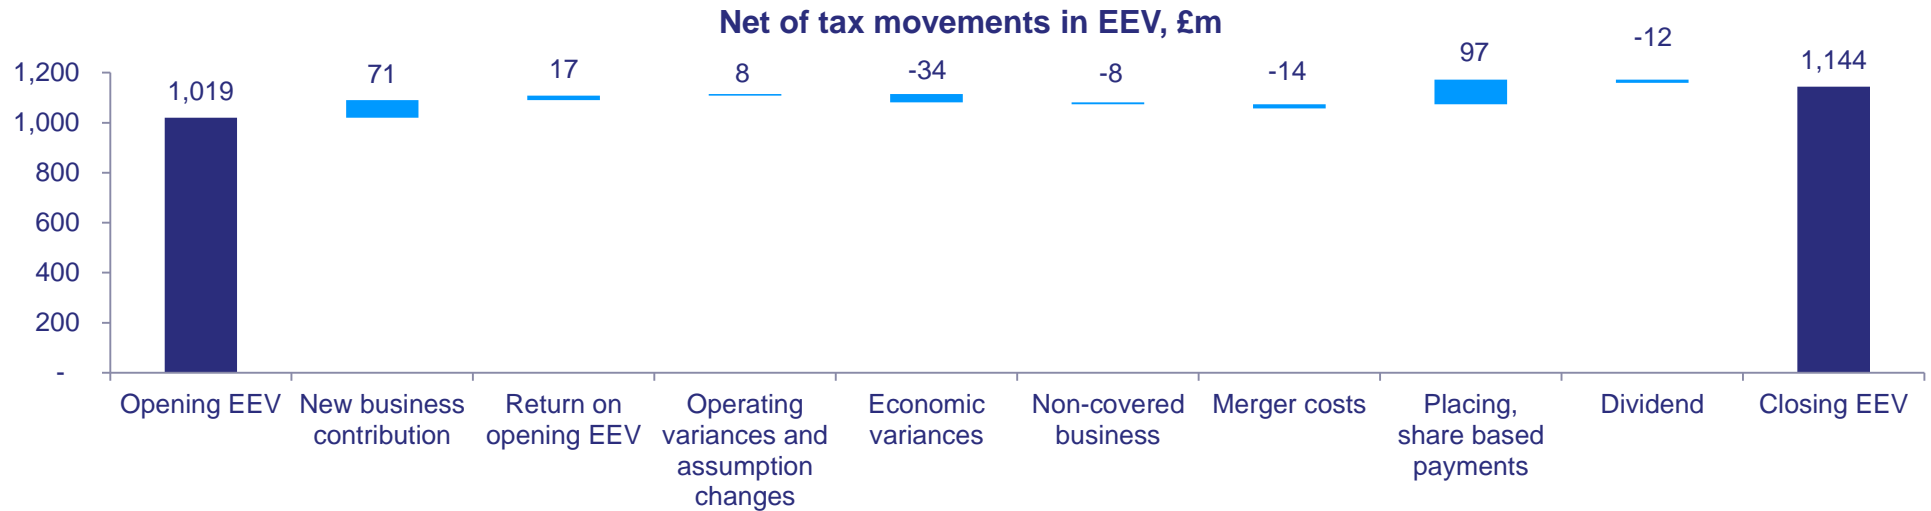 Net of tax movements in EEV, £m
1,200
1,000
800
600
400
200
-
1,019
71
17
8
-34
-8
-14
97
-12
1,144
Opening EEV
New business
contribution
Return on
opening EEV
Operating
variances and
assumption
changes
Economic
variances
Non-covered
business
Merger costs
Placing,
share based
payments
Dividend
Closing EEV